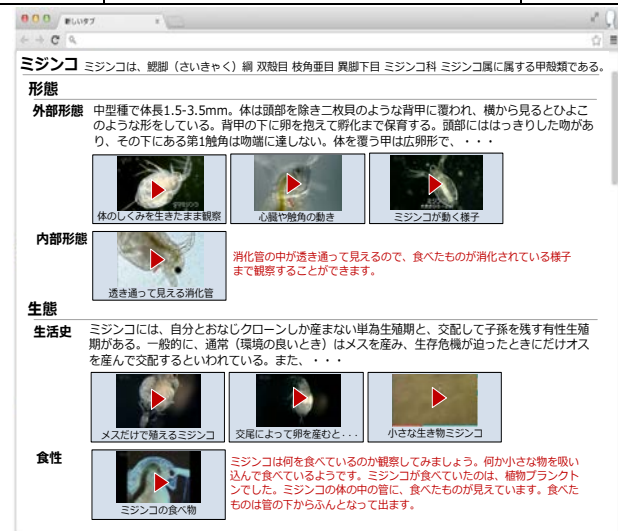 新しいタブ
ミジンコ ミジンコは、鰓脚（さいきゃく）綱 双殻目 枝角亜目 異脚下目 ミジンコ科 ミジンコ属に属する甲殻類である。
形態
外部形態 中型種で体長1.5-3.5mm。体は頭部を除き二枚貝のような背甲に覆われ、横から見るとひよこ
のような形をしている。背甲の下に卵を抱えて孵化まで保育する。頭部にははっきりした吻があ
り、その下にある第1触角は吻端に達しない。体を覆う甲は広卵形で、・・・
体のしくみを生きたまま観察
心臓や触角の動き
ミジンコが動く様子
内部形態
消化管の中が透き通って見えるので、食べたものが消化されている様子
まで観察することができます。
透き通って見える消化管
生態
生活史 ミジンコには、自分とおなじクローンしか産まない単為生殖期と、交配して子孫を残す有性生殖
期がある。一般的に、通常（環境の良いとき）はメスを産み、生存危機が迫ったときにだけオス
を産んで交配するといわれている。また、・・・
メスだけで殖えるミジンコ
交尾によって卵を産むと・・・
小さな生き物ミジンコ
食性
ミジンコは何を食べているのか観察してみましょう。何か小さな物を吸い
込んで食べているようです。ミジンコが食べていたのは、植物プランクト
ンでした。ミジンコの体の中の管に、食べたものが見えています。食べた
ものは管の下からふんとなって出ます。
ミジンコの食べ物